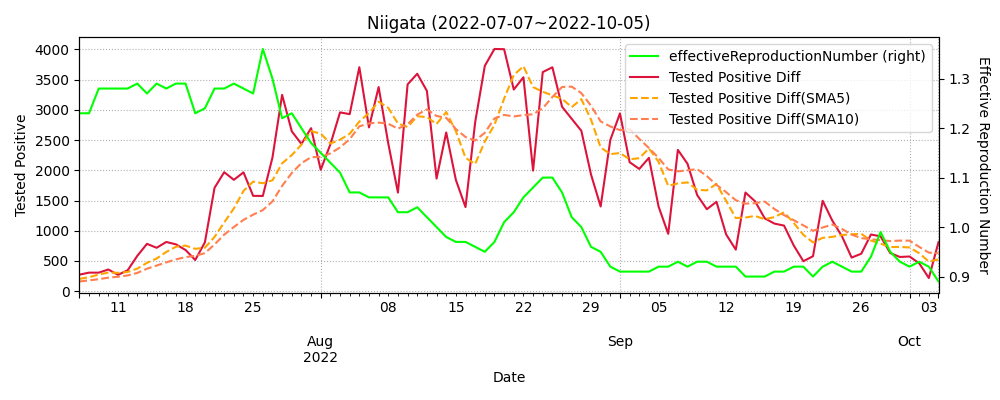 Niigata (2022-07-07~2022-10-05)
effectiveReproductionNumber (right)
Tested Positive Diff
Tested Positive Diff(SMA5)
Tested Positive Diff(SMA10)
4000
3500
3000
2500
2000
1500
1000
500
0
Tested Positive
1.3
1.2
1.1
1.0
0.9
Effective Reproduction Number
11 18 25 08 15 22 29 05 12 19 26 03
Aug Sep Oct
2022
Date